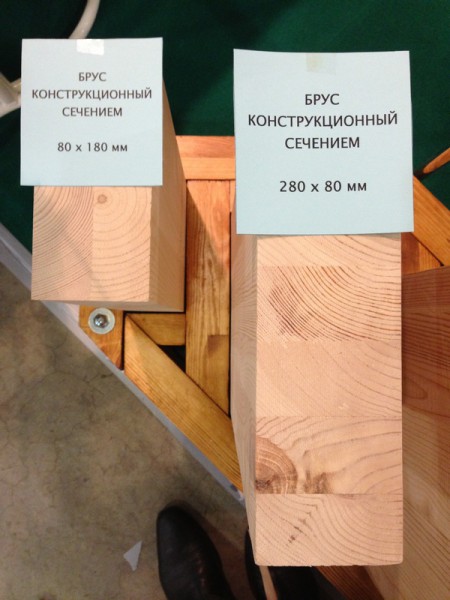 БРУС
КОНСТРУКЦИОННЫЙ
СЕЧЕНИЕМ
80 х 180 мм
БРУС
КОНСТРУКЦИОННЫЙ
СЕЧЕНИЕМ
280 х 80 мм